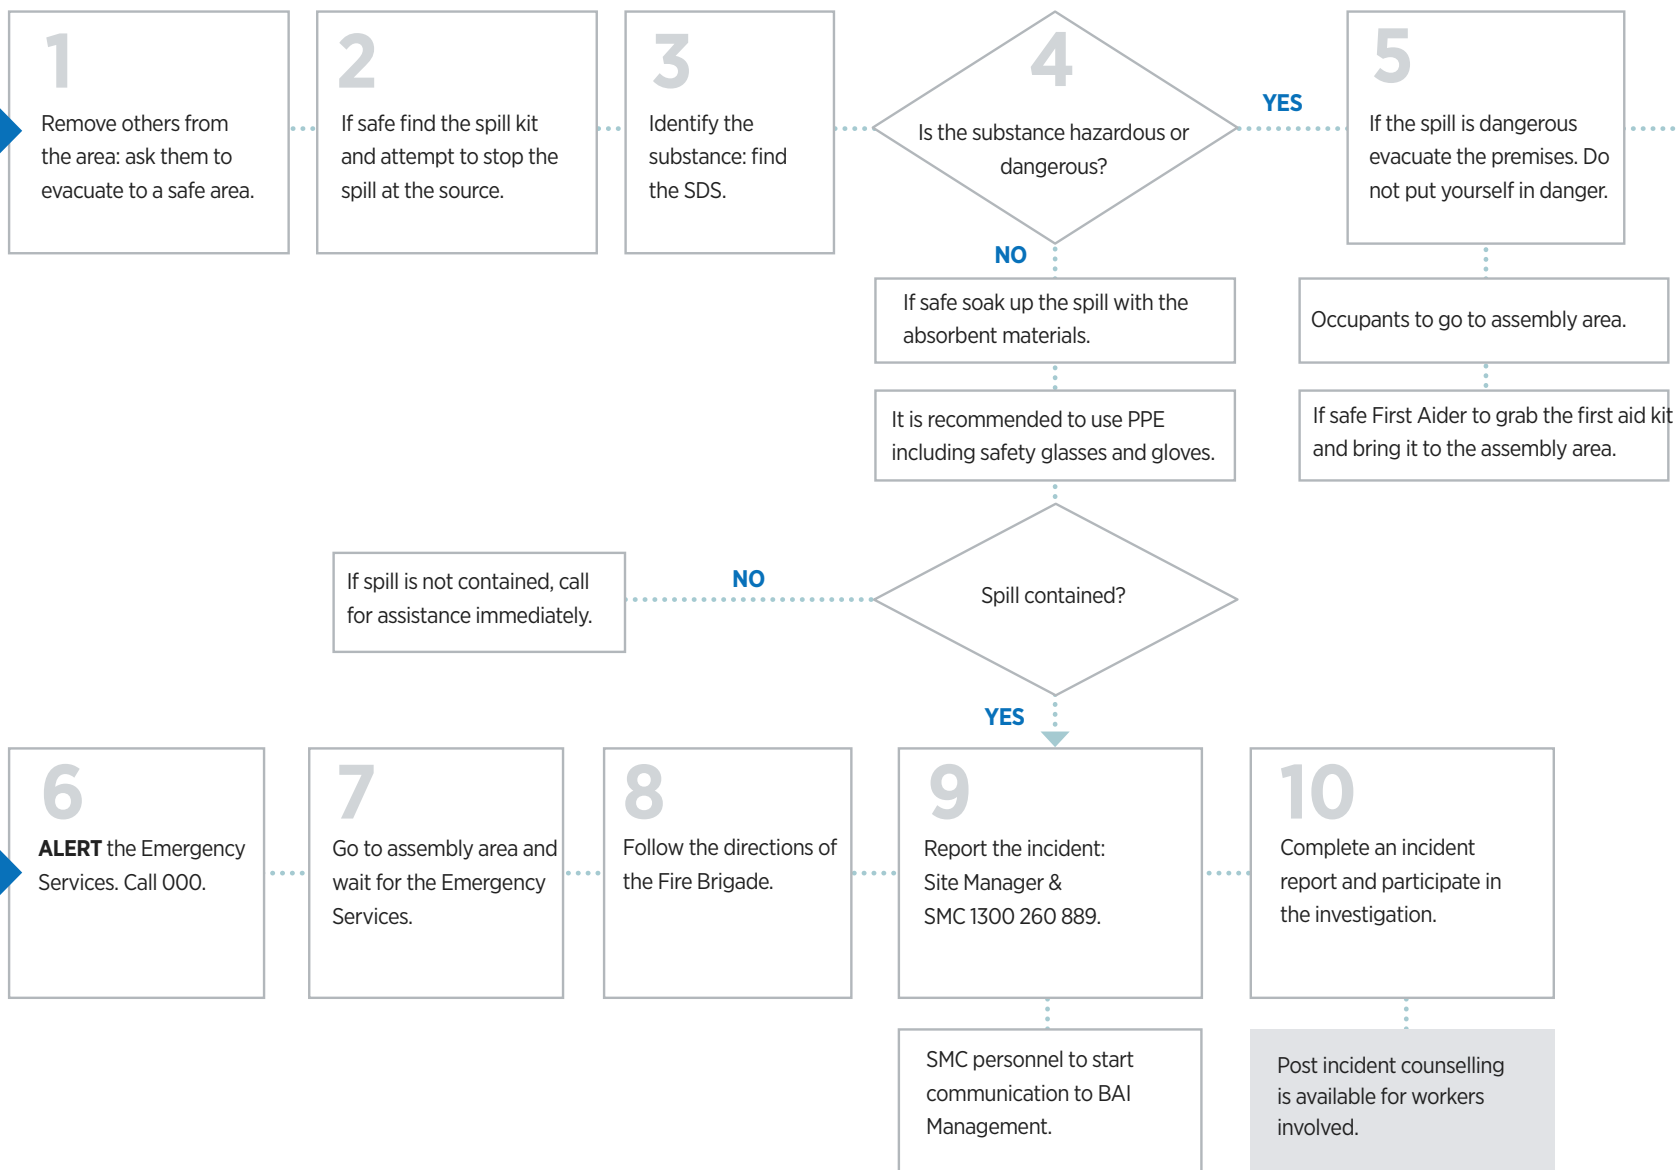 1
Remove others from
the area: ask them to
evacuate to a safe area.
2
If safe find the spill kit
and attempt to stop the
spill at the source.
3
Identify the
substance: find
the SDS.
4
Is the substance hazardous or
dangerous?
YES
5
If the spill is dangerous
evacuate the premises. Do
not put yourself in danger.
NO
If safe soak up the spill with the
absorbent materials.
It is recommended to use PPE
including safety glasses and gloves.
Occupants to go to assembly area.
If safe First Aider to grab the first aid kit
and bring it to the assembly area.
Spill contained?
NO
If spill is not contained, call
for assistance immediately.
YES
6
ALERT the Emergency
Services. Call 000.
7
Go to assembly area and
wait for the Emergency
Services.
8
Follow the directions of
the Fire Brigade.
9
Report the incident:
Site Manager &
SMC 1300 260 889.
10
Complete an incident
report and participate in
the investigation.
SMC personnel to start
communication to BAI
Management.
Post incident counselling
is available for workers
involved.